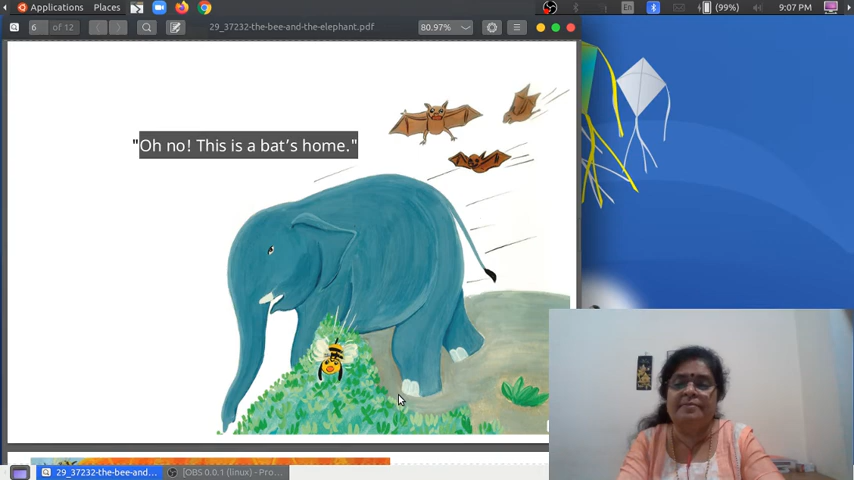 Applications Places En (99%) 9:07 PM
6 of 12 29_37232-the-bee-and-the-elephant.pdf 80.97%
"Oh no! This is a bat's home."
29_37232-the-bee-and-... [OBS 0.0.1 (linux) - Pro...